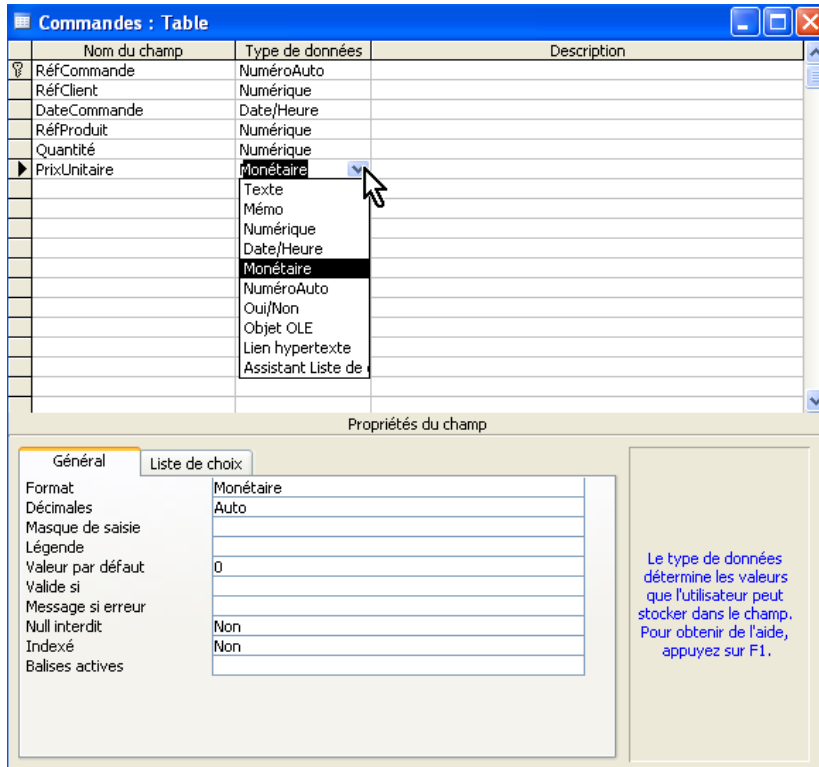 Commandes : Table
Nom du champ Type de données Description
RéfCommande NuméroAuto
RéfClient Numérique
DateCommande Date/Heure
RéfProduit Numérique
Quantité Numérique
PrixUnitaire Monétaire
Texte
Mémo
Numérique
Date/Heure
Monétaire
NuméroAuto
Oui/Non
Objet OLE
Lien hypertexte
Assistant Liste de
Propriétés du champ
Général Liste de choix
Format Monétaire
Décimales Auto
Masque de saisie
Légende
Valeur par défaut 0
Valide si
Message si erreur
Null interdit Non
Indexé Non
Balises actives
Le type de données
détermine les valeurs
que l'utilisateur peut
stocker dans le champ.
Pour obtenir de l'aide,
appuyez sur F1.